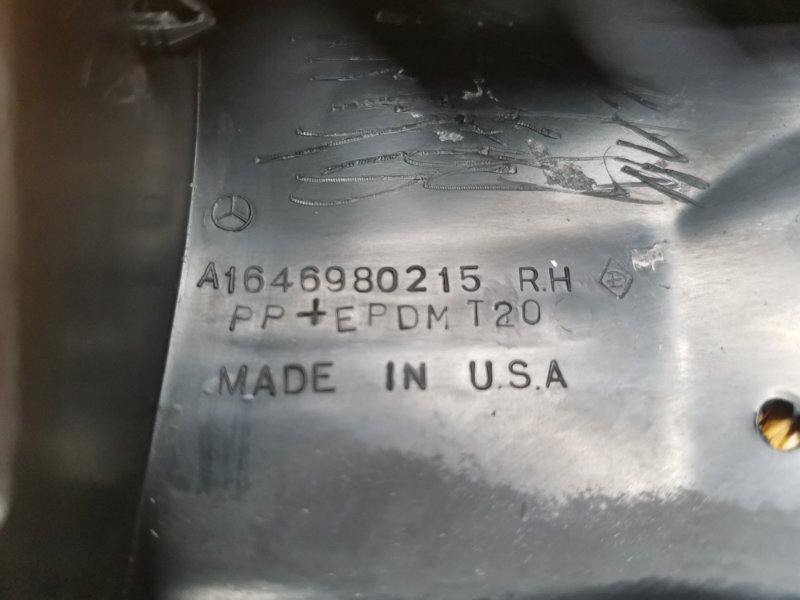 A1646980215 R.H
PP+EPDM T20
MADE IN U.S.A